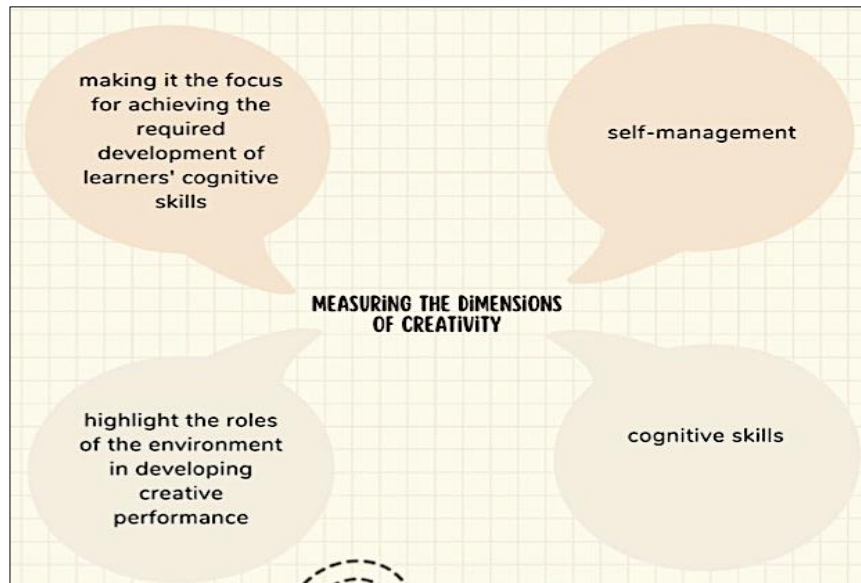 making it the focus
for achieving the
required
development of
learners' cognitive
skills
self-management
MEASURING THE DIMENSIONS
OF CREATIVITY
highlight the roles
of the environment
in developing
creative
performance
cognitive skills